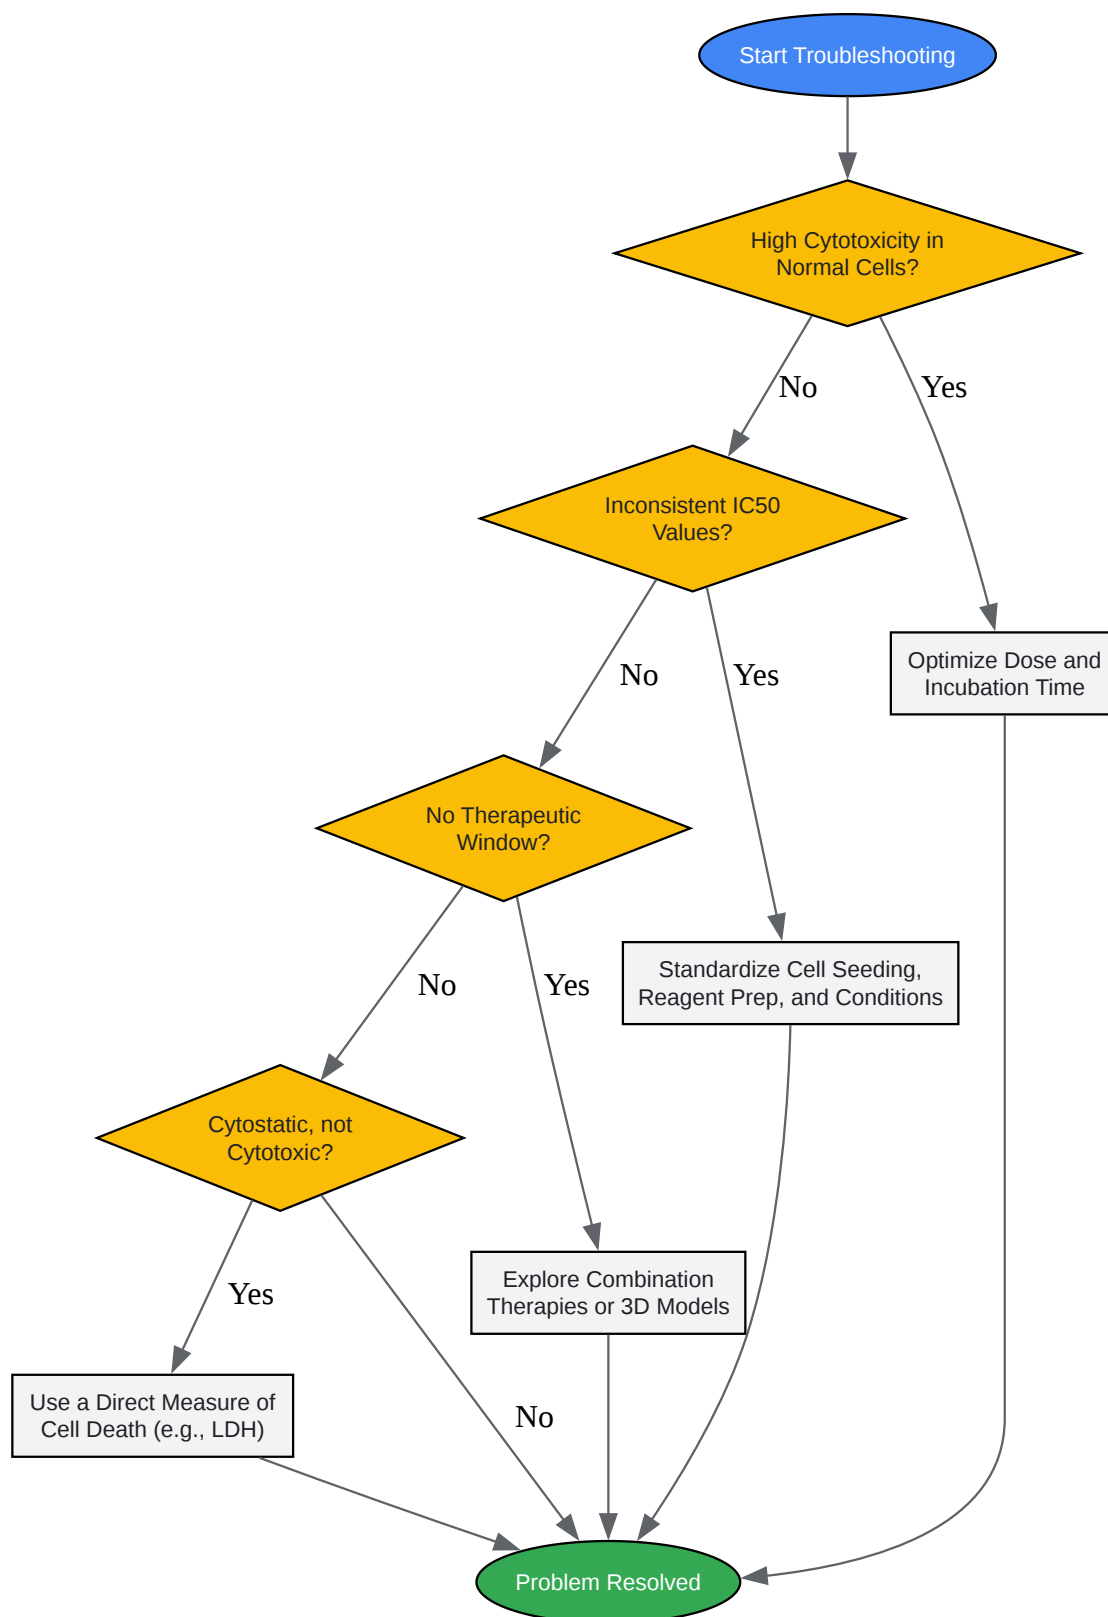 Start Troubleshooting
High Cytotoxicity in
Normal Cells?
No
Yes
Inconsistent IC50
Values?
No
Yes
Optimize Dose and
Incubation Time
No Therapeutic
Window?
No
Yes
Standardize Cell Seeding,
Reagent Prep, and Conditions
Cytostatic, not
Cytotoxic?
Yes
No
Explore Combination
Therapies or 3D Models
Use a Direct Measure of
Cell Death (e.g., LDH)
Problem Resolved